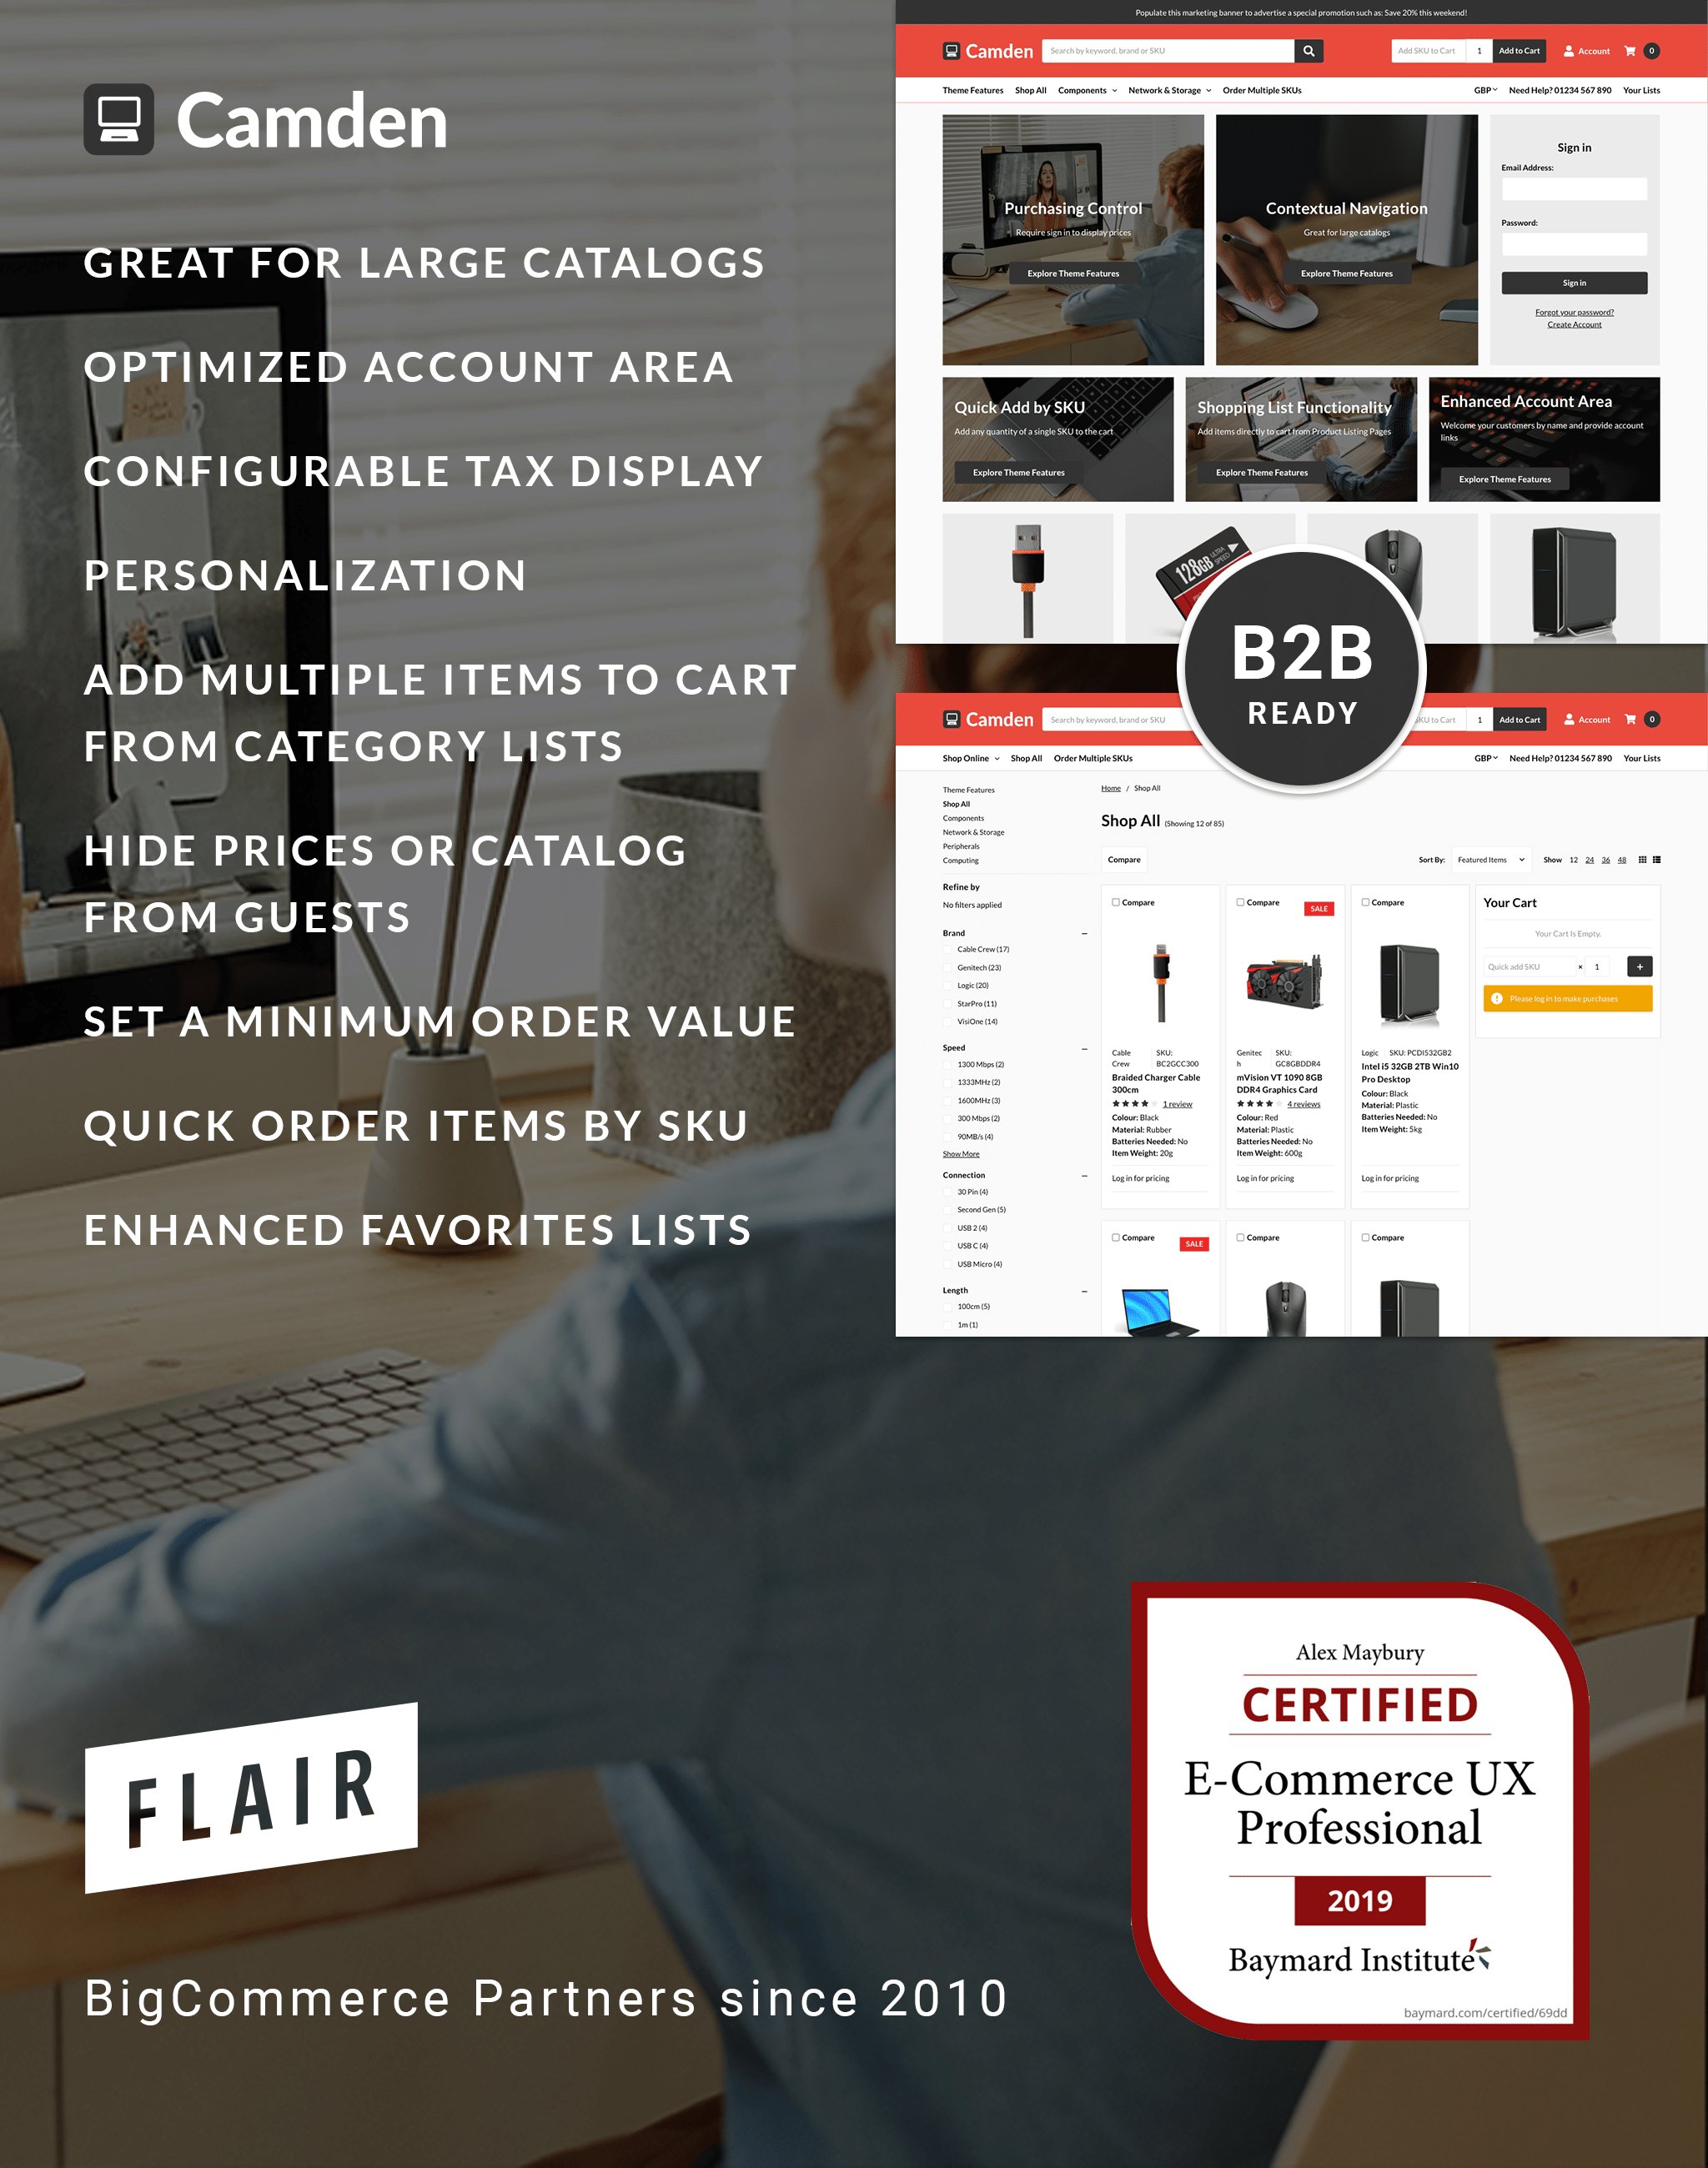 Camden
GREAT FOR LARGE CATALOGS
OPTIMIZED ACCOUNT AREA
CONFIGURABLE TAX DISPLAY
PERSONALIZATION
ADD MULTIPLE ITEMS TO CART
FROM CATEGORY LISTS
HIDE PRICES OR CATALOG
FROM GUESTS
SET A MINIMUM ORDER VALUE
QUICK ORDER ITEMS BY SKU
ENHANCED FAVORITES LISTS
Populate this marketing banner to advertise a special promotion such as: Save 20% this weekend!
Camden Search by keyword, brand or SKU Add SKU to Cart 1 Add to Cart Account 0
Theme Features Shop All Components Network & Storage Order Multiple SKUs GBP Need Help? 01234 567 890 Your Lists
Purchasing Control
Require sign in to display prices
Explore Theme Features
Contextual Navigation
Great for large catalogs
Explore Theme Features
Sign in
Email Address:
Password:
Sign in
Forgot your password?
Create Account
Quick Add by SKU
Add any quantity of a single SKU to the cart
Explore Theme Features
Shopping List Functionality
Add items directly to cart from Product Listing Pages
Explore Theme Features
Enhanced Account Area
Welcome your customers by name and provide account
links
Explore Theme Features
128GB ULTRA
SPEED
B2B
READY
Camden Search by keyword, brand or SKU SKU to Cart 1 Add to Cart Account 0
Shop Online Shop All Order Multiple SKUs GBP Need Help? 01234 567 890 Your Lists
Theme Features
Shop All
Components
Network & Storage
Peripherals
Computing
Refine by
No filters applied
Brand
Cable Crew (17)
Genitech (23)
Logic (20)
StarPro (11)
VisiOne (14)
Speed
1300 Mbps (2)
1333MHz (2)
1600MHz (3)
300 Mbps (2)
90MB/s (4)
Show More
Connection
30 Pin (4)
Second Gen (5)
USB 2 (4)
USB C (4)
USB Micro (4)
Length
100cm (5)
1m (1)
Home / Shop All
Shop All (Showing 12 of 85)
Compare Sort By: Featured Items Show 12 24 36 48
Compare
Cable SKU:
Crew BC2GCC300
Braided Charger Cable
300cm
1 review
Colour: Black
Material: Rubber
Batteries Needed: No
Item Weight: 20g
Log in for pricing
Compare SALE
Genitec SKU:
h GC8GBDDR4
mVision VT 1090 8GB
DDR4 Graphics Card
4 reviews
Colour: Red
Material: Plastic
Batteries Needed: No
Item Weight: 600g
Log in for pricing
Compare
Logic SKU: PCDI532GB2
Intel i5 32GB 2TB Win10
Pro Desktop
Colour: Black
Material: Plastic
Batteries Needed: No
Item Weight: 5kg
Log in for pricing
Your Cart
Your Cart Is Empty.
Quick add SKU × 1 +
Please log in to make purchases
Compare SALE
Compare
Compare
FLAIR
BigCommerce Partners since 2010
Alex Maybury
CERTIFIED
E-Commerce UX
Professional
2019
Baymard Institute
baymard.com/certified/69dd